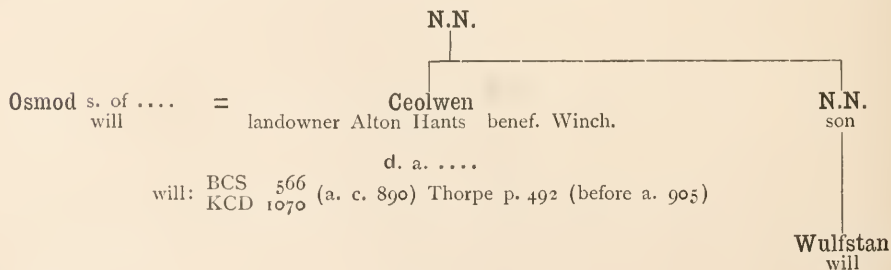 N.N.
Osmod s. of .... = Ceolwen N.N.
will landowner Alton Hants benef. Winch. son
d. a. ....
will: BCS 566 (a. c. 890) Thorpe p. 492 (before a. 905)
KCD 1070
Wulfstan
will